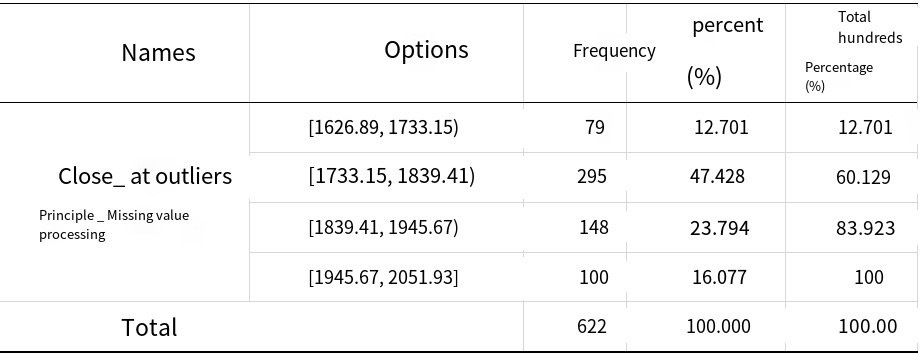 Names
Options
Frequency
percent
(%)
Total
hundreds
Percentage
(%)
[1626.89, 1733.15)
79
12.701
12.701
Close_ at outliers
[1733.15, 1839.41)
295
47.428
60.129
Principle _ Missing value
processing
[1839.41, 1945.67)
148
23.794
83.923
[1945.67, 2051.93]
100
16.077
100
Total
622
100.000
100.00